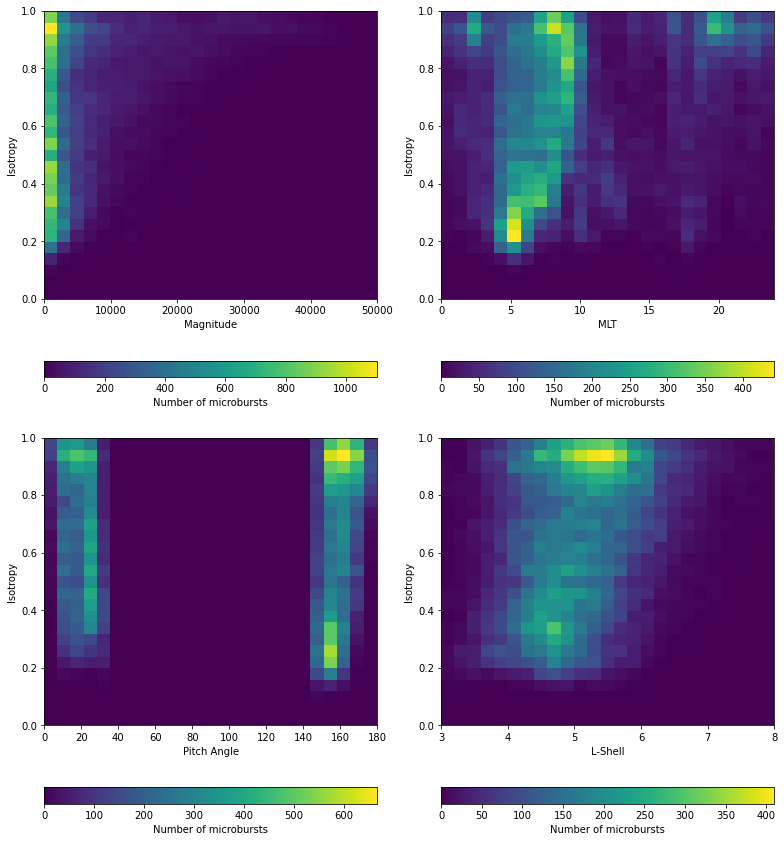 1.0
0.8
0.6
0.4
0.2
0.0
Isotropy
0 10000 20000 30000 40000 50000
Magnitude
0 200 400 600 800 1000
Number of microbursts
1.0
0.8
0.6
0.4
0.2
0.0
Isotropy
0 5 10 15 20
MLT
0 50 100 150 200 250 300 350 400
Number of microbursts
1.0
0.8
0.6
0.4
0.2
0.0
Isotropy
0 20 40 60 80 100 120 140 160 180
Pitch Angle
0 100 200 300 400 500 600
Number of microbursts
1.0
0.8
0.6
0.4
0.2
0.0
Isotropy
3 4 5 6 7 8
L-Shell
0 50 100 150 200 250 300 350 400
Number of microbursts